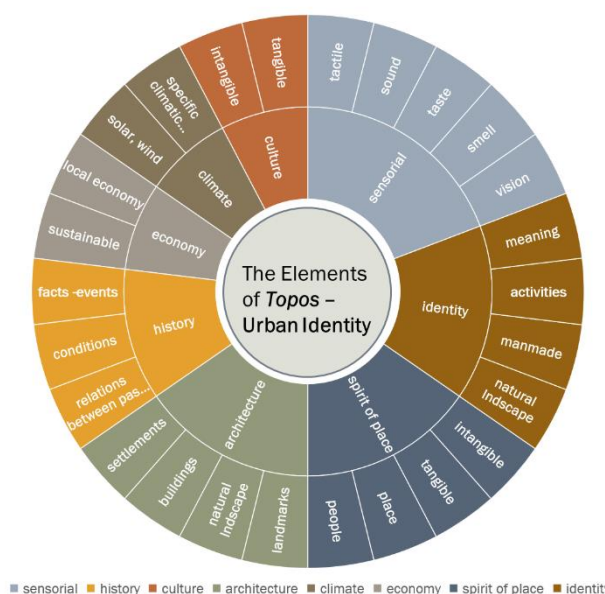 The Elements
of Topos –
Urban Identity
sensorial
tactile
sound
taste
smell
vision
identity
meaning
activities
manmade
natural
lndscape
spirit of place
intangible
tangible
place
people
architecture
landmarks
natural
lndscape
buildings
settlements
history
relations
between pas...
conditions
facts -events
economy
sustainable
local economy
climate
solar, wind
specific
climatic...
culture
intangible
tangible
sensorial history culture architecture climate economy spirit of place identity